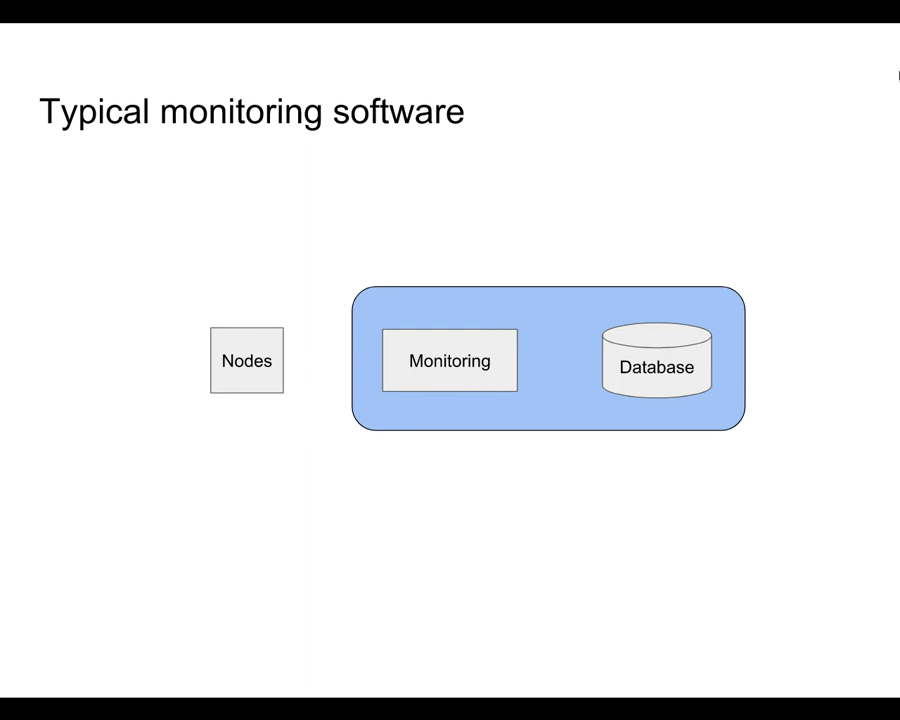 Typical monitoring software
Nodes
Monitoring
Database